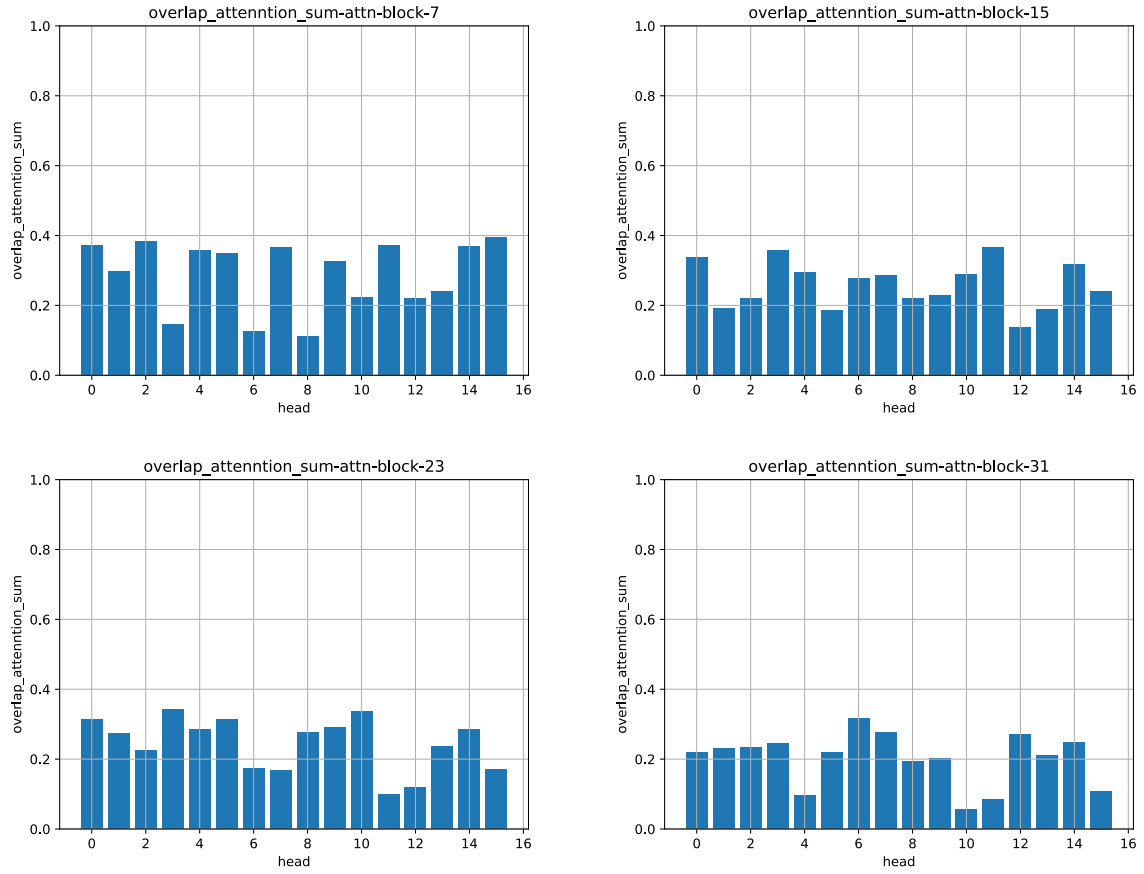 overlap_attenntion_sum-attn-block-7
overlap_attenntion_sum
1.0
0.8
0.6
0.4
0.2
0.0
0 2 4 6 8 10 12 14 16
head
overlap_attenntion_sum-attn-block-15
overlap_attenntion_sum
1.0
0.8
0.6
0.4
0.2
0.0
0 2 4 6 8 10 12 14 16
head
overlap_attenntion_sum-attn-block-23
overlap_attenntion_sum
1.0
0.8
0.6
0.4
0.2
0.0
0 2 4 6 8 10 12 14 16
head
overlap_attenntion_sum-attn-block-31
overlap_attenntion_sum
1.0
0.8
0.6
0.4
0.2
0.0
0 2 4 6 8 10 12 14 16
head